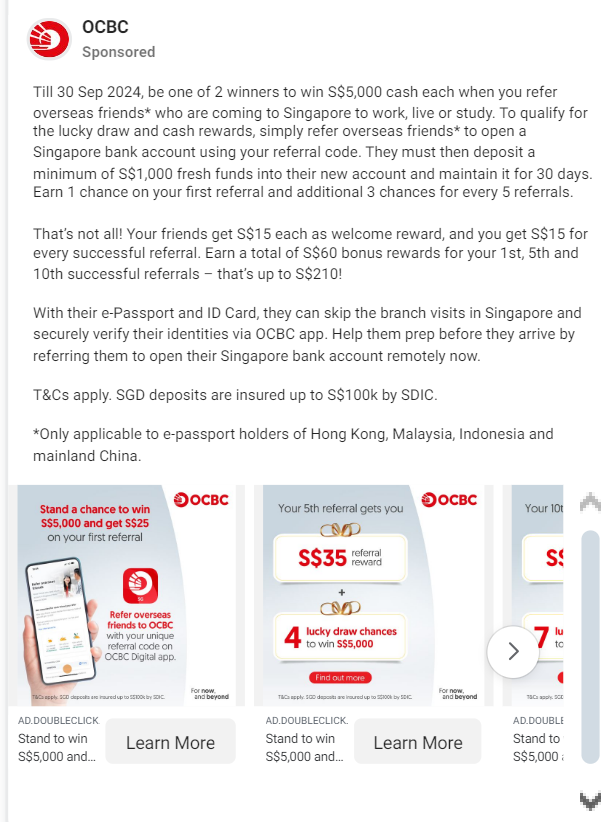 OCBC
Sponsored
Till 30 Sep 2024, be one of 2 winners to win S$5,000 cash each when you refer
overseas friends* who are coming to Singapore to work, live or study. To qualify for
the lucky draw and cash rewards, simply refer overseas friends* to open a
Singapore bank account using your referral code. They must then deposit a
minimum of S$1,000 fresh funds into their new account and maintain it for 30 days.
Earn 1 chance on your first referral and additional 3 chances for every 5 referrals.
That's not all! Your friends get S$15 each as welcome reward, and you get S$15 for
every successful referral. Earn a total of S$60 bonus rewards for your 1st, 5th and
10th successful referrals – that's up to S$210!
With their e-Passport and ID Card, they can skip the branch visits in Singapore and
securely verify their identities via OCBC app. Help them prep before they arrive by
referring them to open their Singapore bank account remotely now.
T&Cs apply. SGD deposits are insured up to S$100k by SDIC.
*Only applicable to e-passport holders of Hong Kong, Malaysia, Indonesia and
mainland China.
OCBC
Stand a chance to win
S$5,000 and get S$25
on your first referral
SG
Refer overseas
friends to OCBC
with your unique
referral code on
OCBC Digital app.
For now,
and beyond
T&Cs apply. SGD deposits are insured up to S$100k by SDIC.
OCBC
Your 5th referral gets you
S$35 referral
reward
+
4 lucky draw chances
to win S$5,000
Find out more
For now,
and beyond
T&Cs apply. SGD deposits are insured up to S$100k by SDIC.
Your 10t
S$
7 lu
to
T&Cs apply. SG
AD.DOUBLECLICK
Stand to win
S$5,000 and...
Learn More
AD.DOUBLECLICK.
Stand to win
S$5,000 and...
Learn More
AD.DOUBLE
Stand to
S$5,000